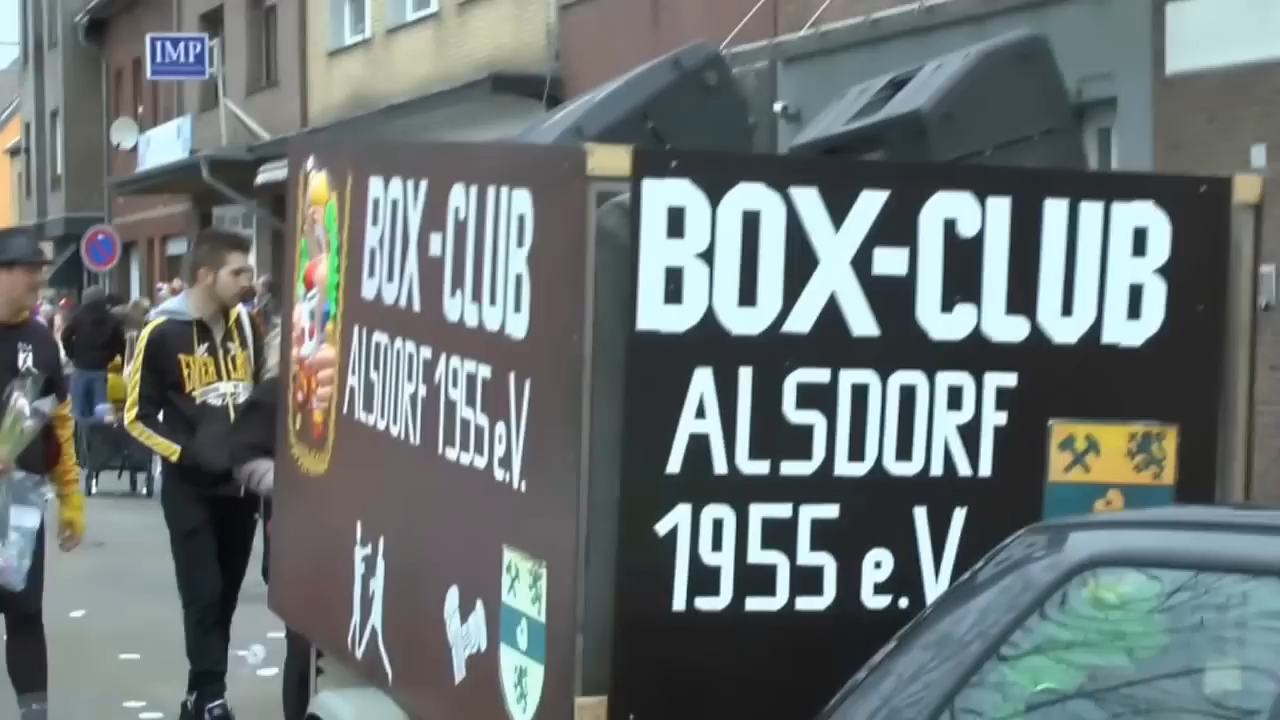 IMP
BOX-CLUB
ALSDORF 1955 e.V.
BOX-CLUB
ALSDORF
1955 e.V